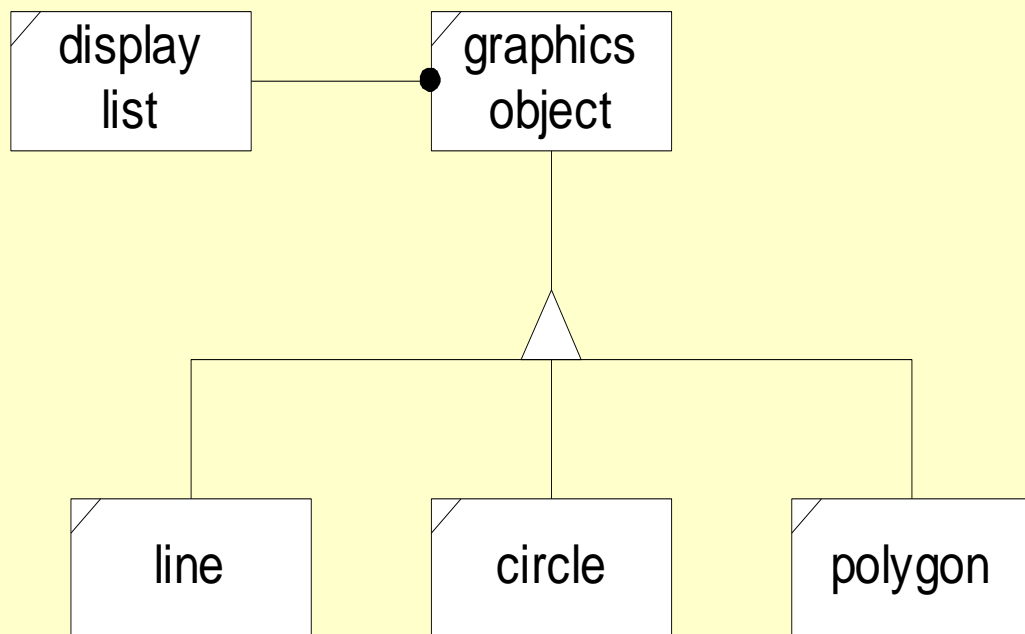 display
list
graphics
object
line
circle
polygon